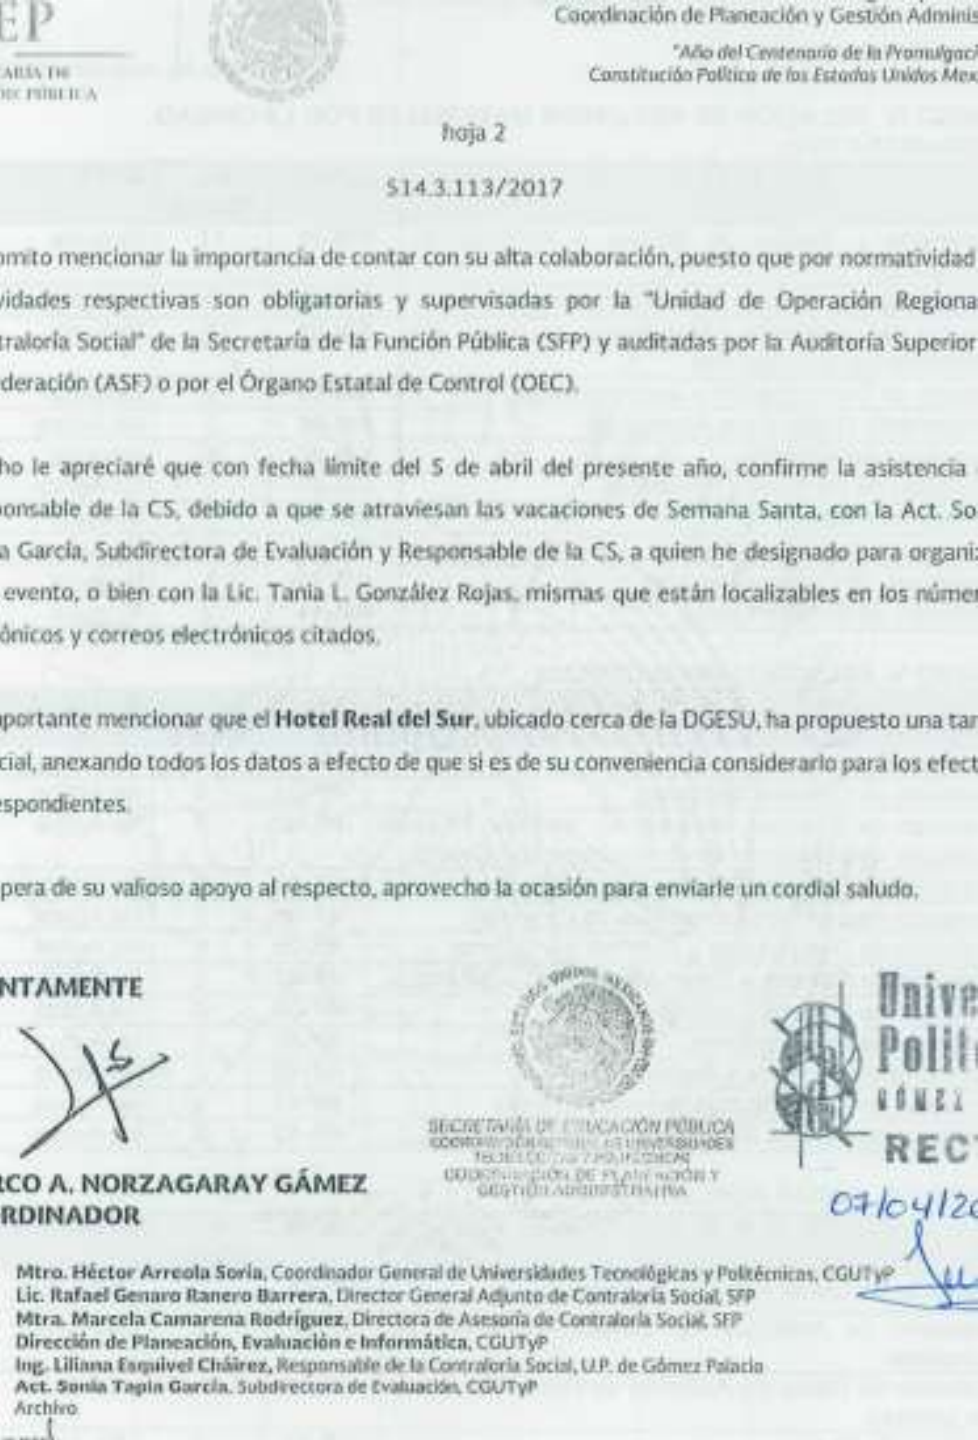 EP
Coordinación de Planeación y Gestión Adminis
"Año del Centenario de la Promulgaci
Constitución Política de los Estados Unidos Mex
hoja 2
514.3.113/2017
omito mencionar la importancia de contar con su alta colaboración, puesto que por normatividad
vidades respectivas son obligatorias y supervisadas por la "Unidad de Operación Regiona
traloría Social" de la Secretaría de la Función Pública (SFP) y auditadas por la Auditoría Superior
deración (ASF) o por el Órgano Estatal de Control (OEC).
ho le apreciaré que con fecha límite del 5 de abril del presente año, confirme la asistencia
ponsable de la CS, debido a que se atraviesan las vacaciones de Semana Santa, con la Act. So
a García, Subdirectora de Evaluación y Responsable de la CS, a quien he designado para organiz
evento, o bien con la Lic. Tania L. González Rojas, mismas que están localizables en los númer
ónicos y correos electrónicos citados.
portante mencionar que el Hotel Real del Sur, ubicado cerca de la DGESU, ha propuesto una tar
cial, anexando todos los datos a efecto de que si es de su conveniencia considerarlo para los efect
espondientes.
pera de su valioso apoyo al respecto, aprovecho la ocasión para enviarle un cordial saludo.
NTAMENTE
Unive
Polite
GÓMEZ
RECT
SECRETARÍA DE EDUCACIÓN PÚBLICA
COORDINACIÓN DE PLANEACIÓN Y
GESTIÓN ADMINISTRATIVA
RCO A. NORZAGARAY GÁMEZ
RDINADOR
07/04/20
Mtro. Héctor Arreola Soria, Coordinador General de Universidades Tecnológicas y Politécnicas, CGUTyP
Lic. Rafael Genaro Ranero Barrera, Director General Adjunto de Contraloría Social, SFP
Mtra. Marcela Camarena Rodríguez, Directora de Asesoría de Contraloría Social, SFP
Dirección de Planeación, Evaluación e Informática, CGUTyP
Ing. Liliana Esquivel Cháirez, Responsable de la Contraloría Social, U.P. de Gómez Palacio
Act. Sonia Tapia García, Subdirectora de Evaluación, CGUTyP
Archivo